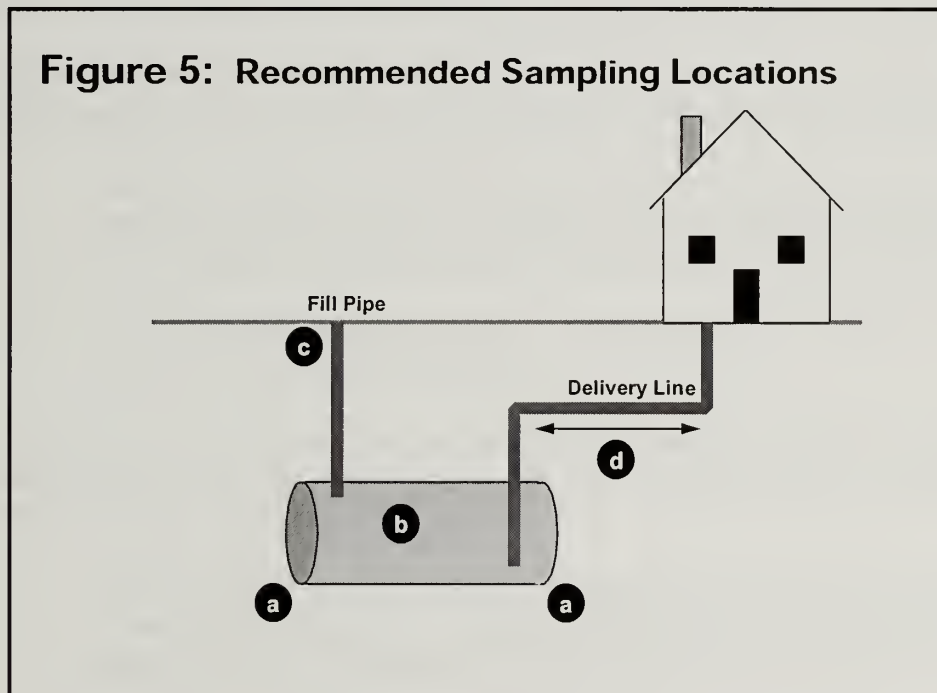 Figure 5: Recommended Sampling Locations
Fill Pipe
c
Delivery Line
d
b
a
a